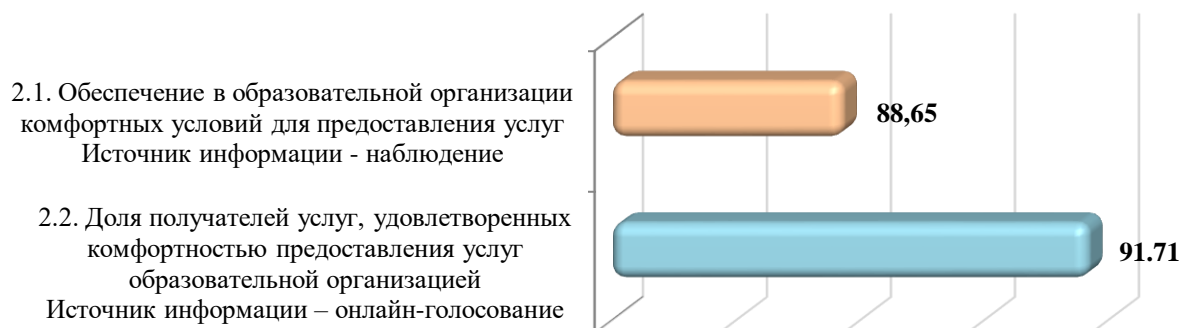 2.1. Обеспечение в образовательной организации
комфортных условий для предоставления услуг
Источник информации - наблюдение
88,65
2.2. Доля получателей услуг, удовлетворенных
комфортностью предоставления услуг
образовательной организацией
Источник информации – онлайн-голосование
91.71